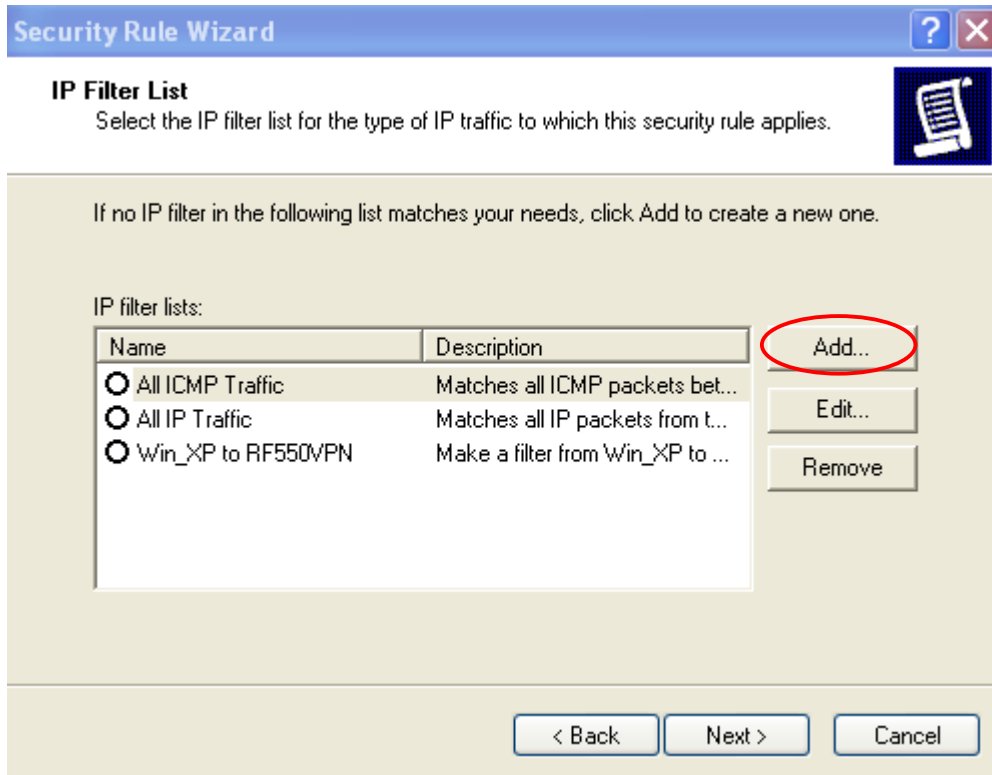 Security Rule Wizard
?
IP Filter List
Select the IP filter list for the type of IP traffic to which this security rule applies.
If no IP filter in the following list matches your needs, click Add to create a new one.
IP filter lists:
Name Description
All ICMP Traffic Matches all ICMP packets bet...
All IP Traffic Matches all IP packets from t...
Win_XP to RF550VPN Make a filter from Win_XP to ...
Add...
Edit...
Remove
< Back Next > Cancel